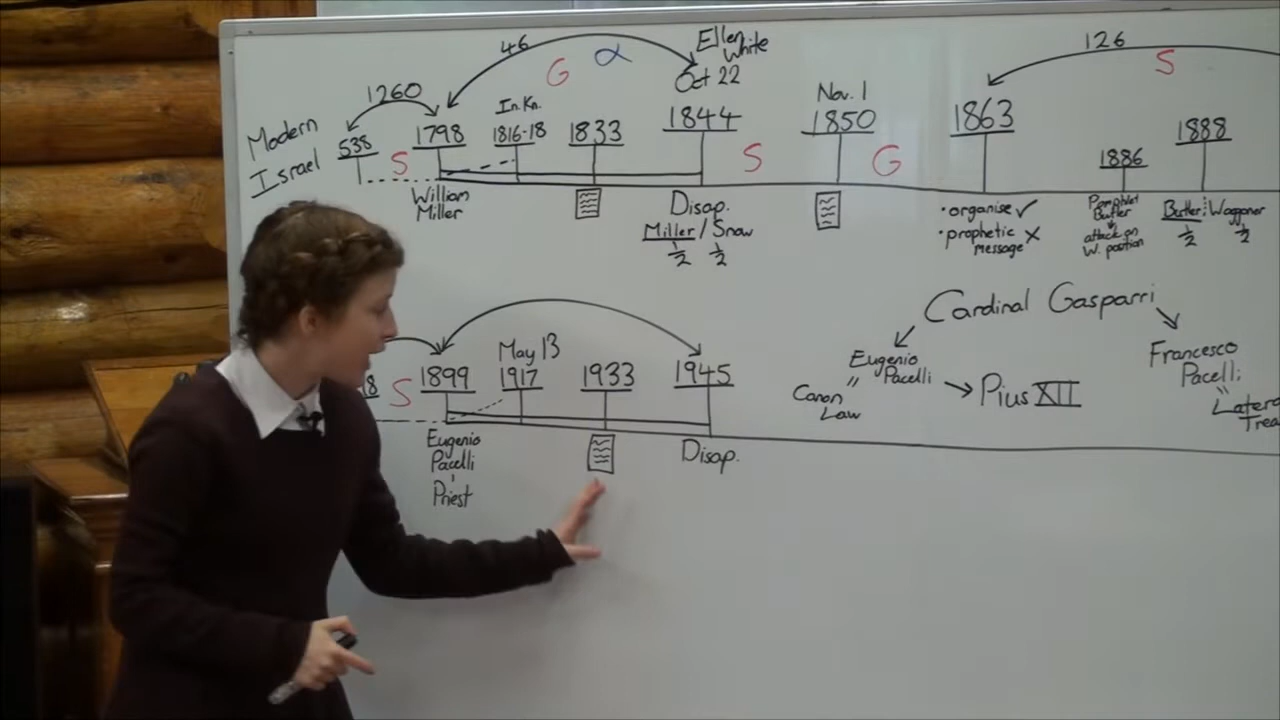 Modern
Israel
1260
538
S
46
G
α
1798
William
Miller
In. Kn.
1816-18
1833
Ellen
White
Oct 22
1844
Disap.
Miller / Snow
1/2 1/2
S
Nov. 1
1850
G
126
S
1863
• organise ✓
• prophetic
message X
1886
Pamphlet
Butler
attack on
W. position
1888
Butler Waggoner
1/2 1/2
8
S
1899
Eugenio
Pacelli
Priest
May 13
1917
1933
1945
Disap.
Cardinal Gasparri
Eugenio
Pacelli
"
Canon
Law
→ Pius XII
Francesco
Pacelli
"
Latera
Trea